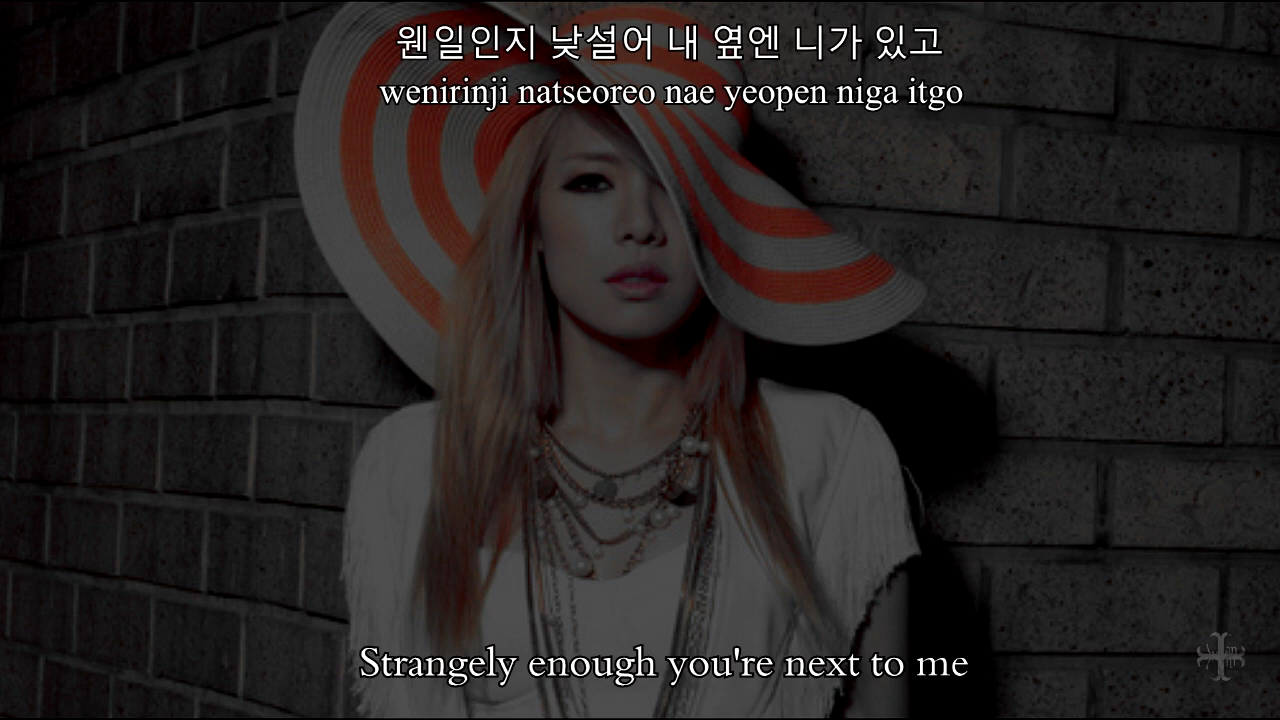 웬일인지 낯설어 내 옆엔 니가 있고
wenirinji natseoreo nae yeopen niga itgo
Strangely enough you're next to me